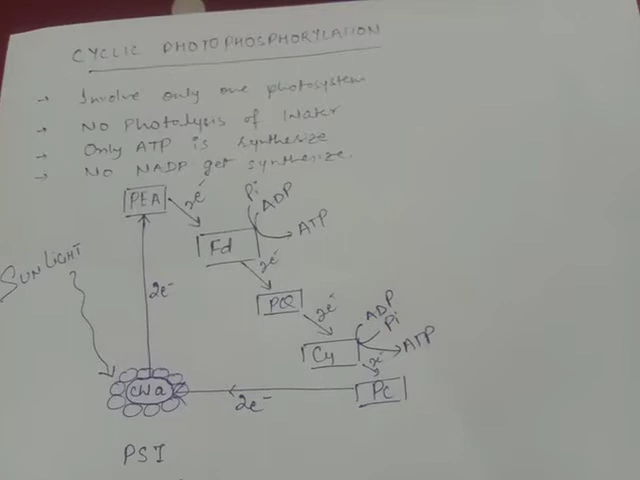 CYCLIC PHOTOPHOSPHORYLATION
→ Involve only one photosystem
→ No Photolysis of Water
→ Only ATP is synthesize
→ No NADP get synthesize.
PEA
2e⁻
Pi
ADP
ATP
Fd
2e⁻
SUNLIGHT
2e⁻
PQ
2e⁻
ADP
Pi
ATP
Cy
2e⁻
Chl a
2e⁻
PC
PSI